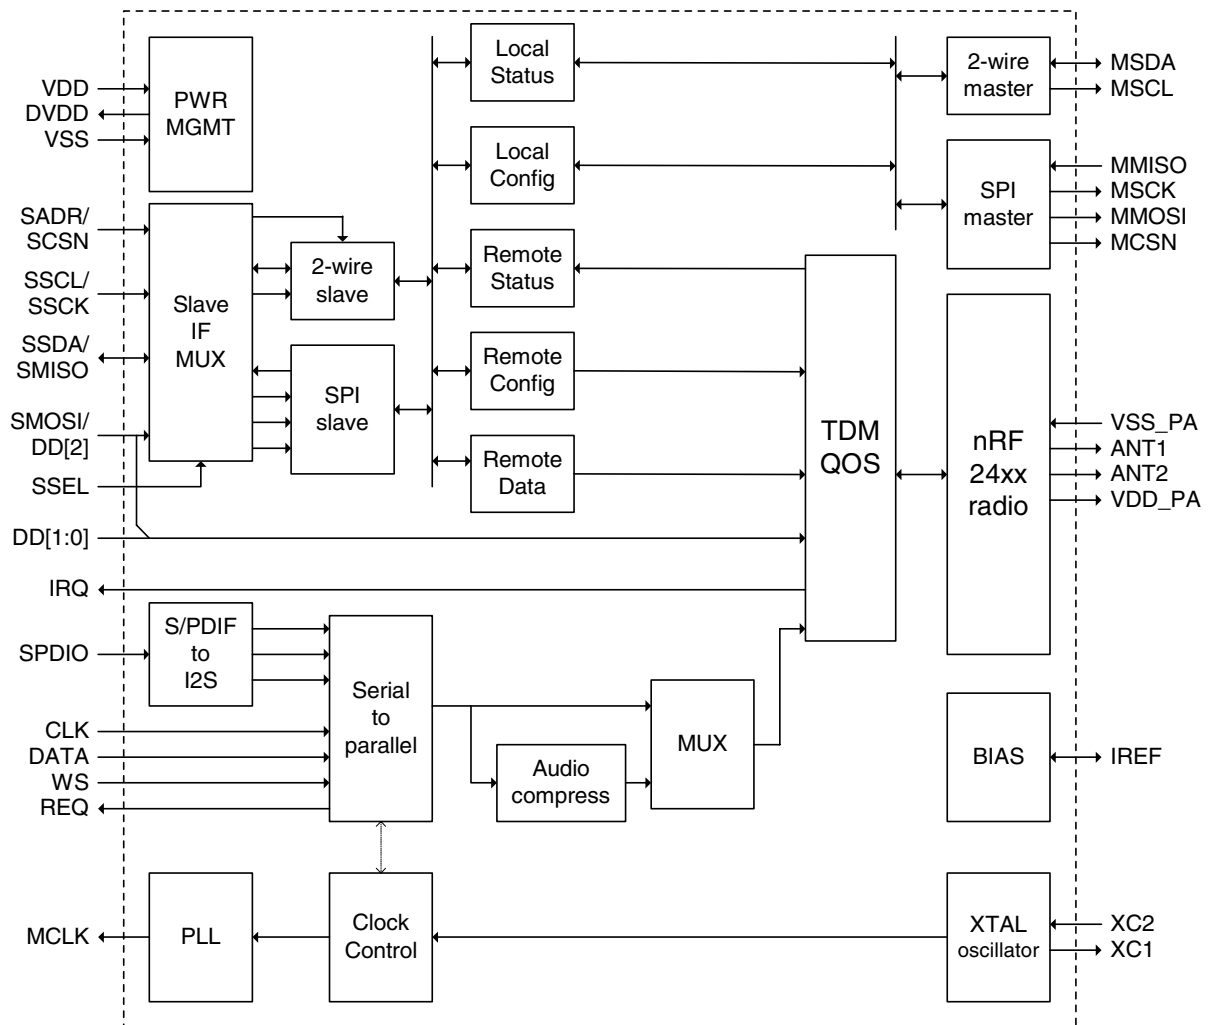 VDD
DVDD
VSS
PWR
MGMT
Local
Status
2-wire
master
MSDA
MSCL
Local
Config
SPI
master
MMISO
MSCK
MMOSI
MCSN
SADR/
SCSN
SSCL/
SSCK
SSDA/
SMISO
SMOSI/
DD[2]
SSEL
DD[1:0]
IRQ
Slave
IF
MUX
2-wire
slave
SPI
slave
Remote
Status
Remote
Config
Remote
Data
TDM
QOS
nRF
24xx
radio
VSS_PA
ANT1
ANT2
VDD_PA
SPDIO
S/PDIF
to
I2S
CLK
DATA
WS
REQ
Serial
to
parallel
Audio
compress
MUX
BIAS
IREF
MCLK
PLL
Clock
Control
XTAL
oscillator
XC2
XC1